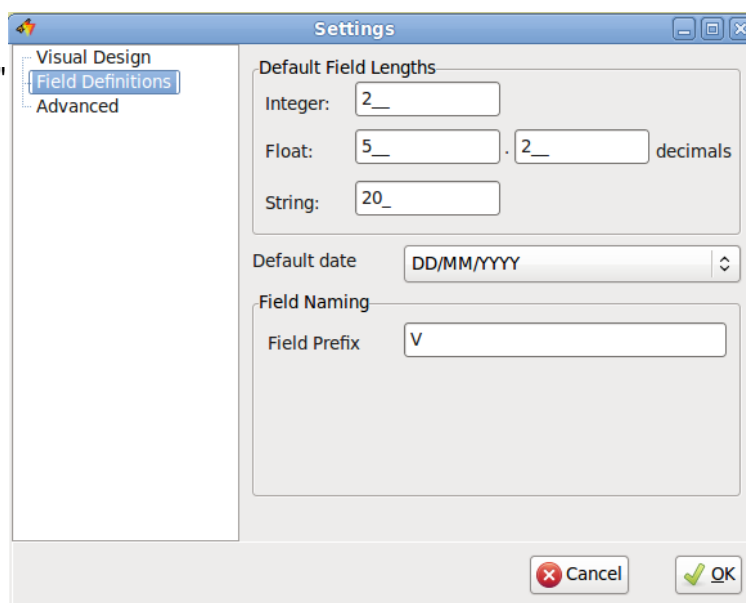 Settings
"
Visual Design
Field Definitions
Advanced
Default Field Lengths
Integer: 2__
Float: 5__ . 2__ decimals
String: 20_
Default date DD/MM/YYYY
Field Naming
Field Prefix V
Cancel OK